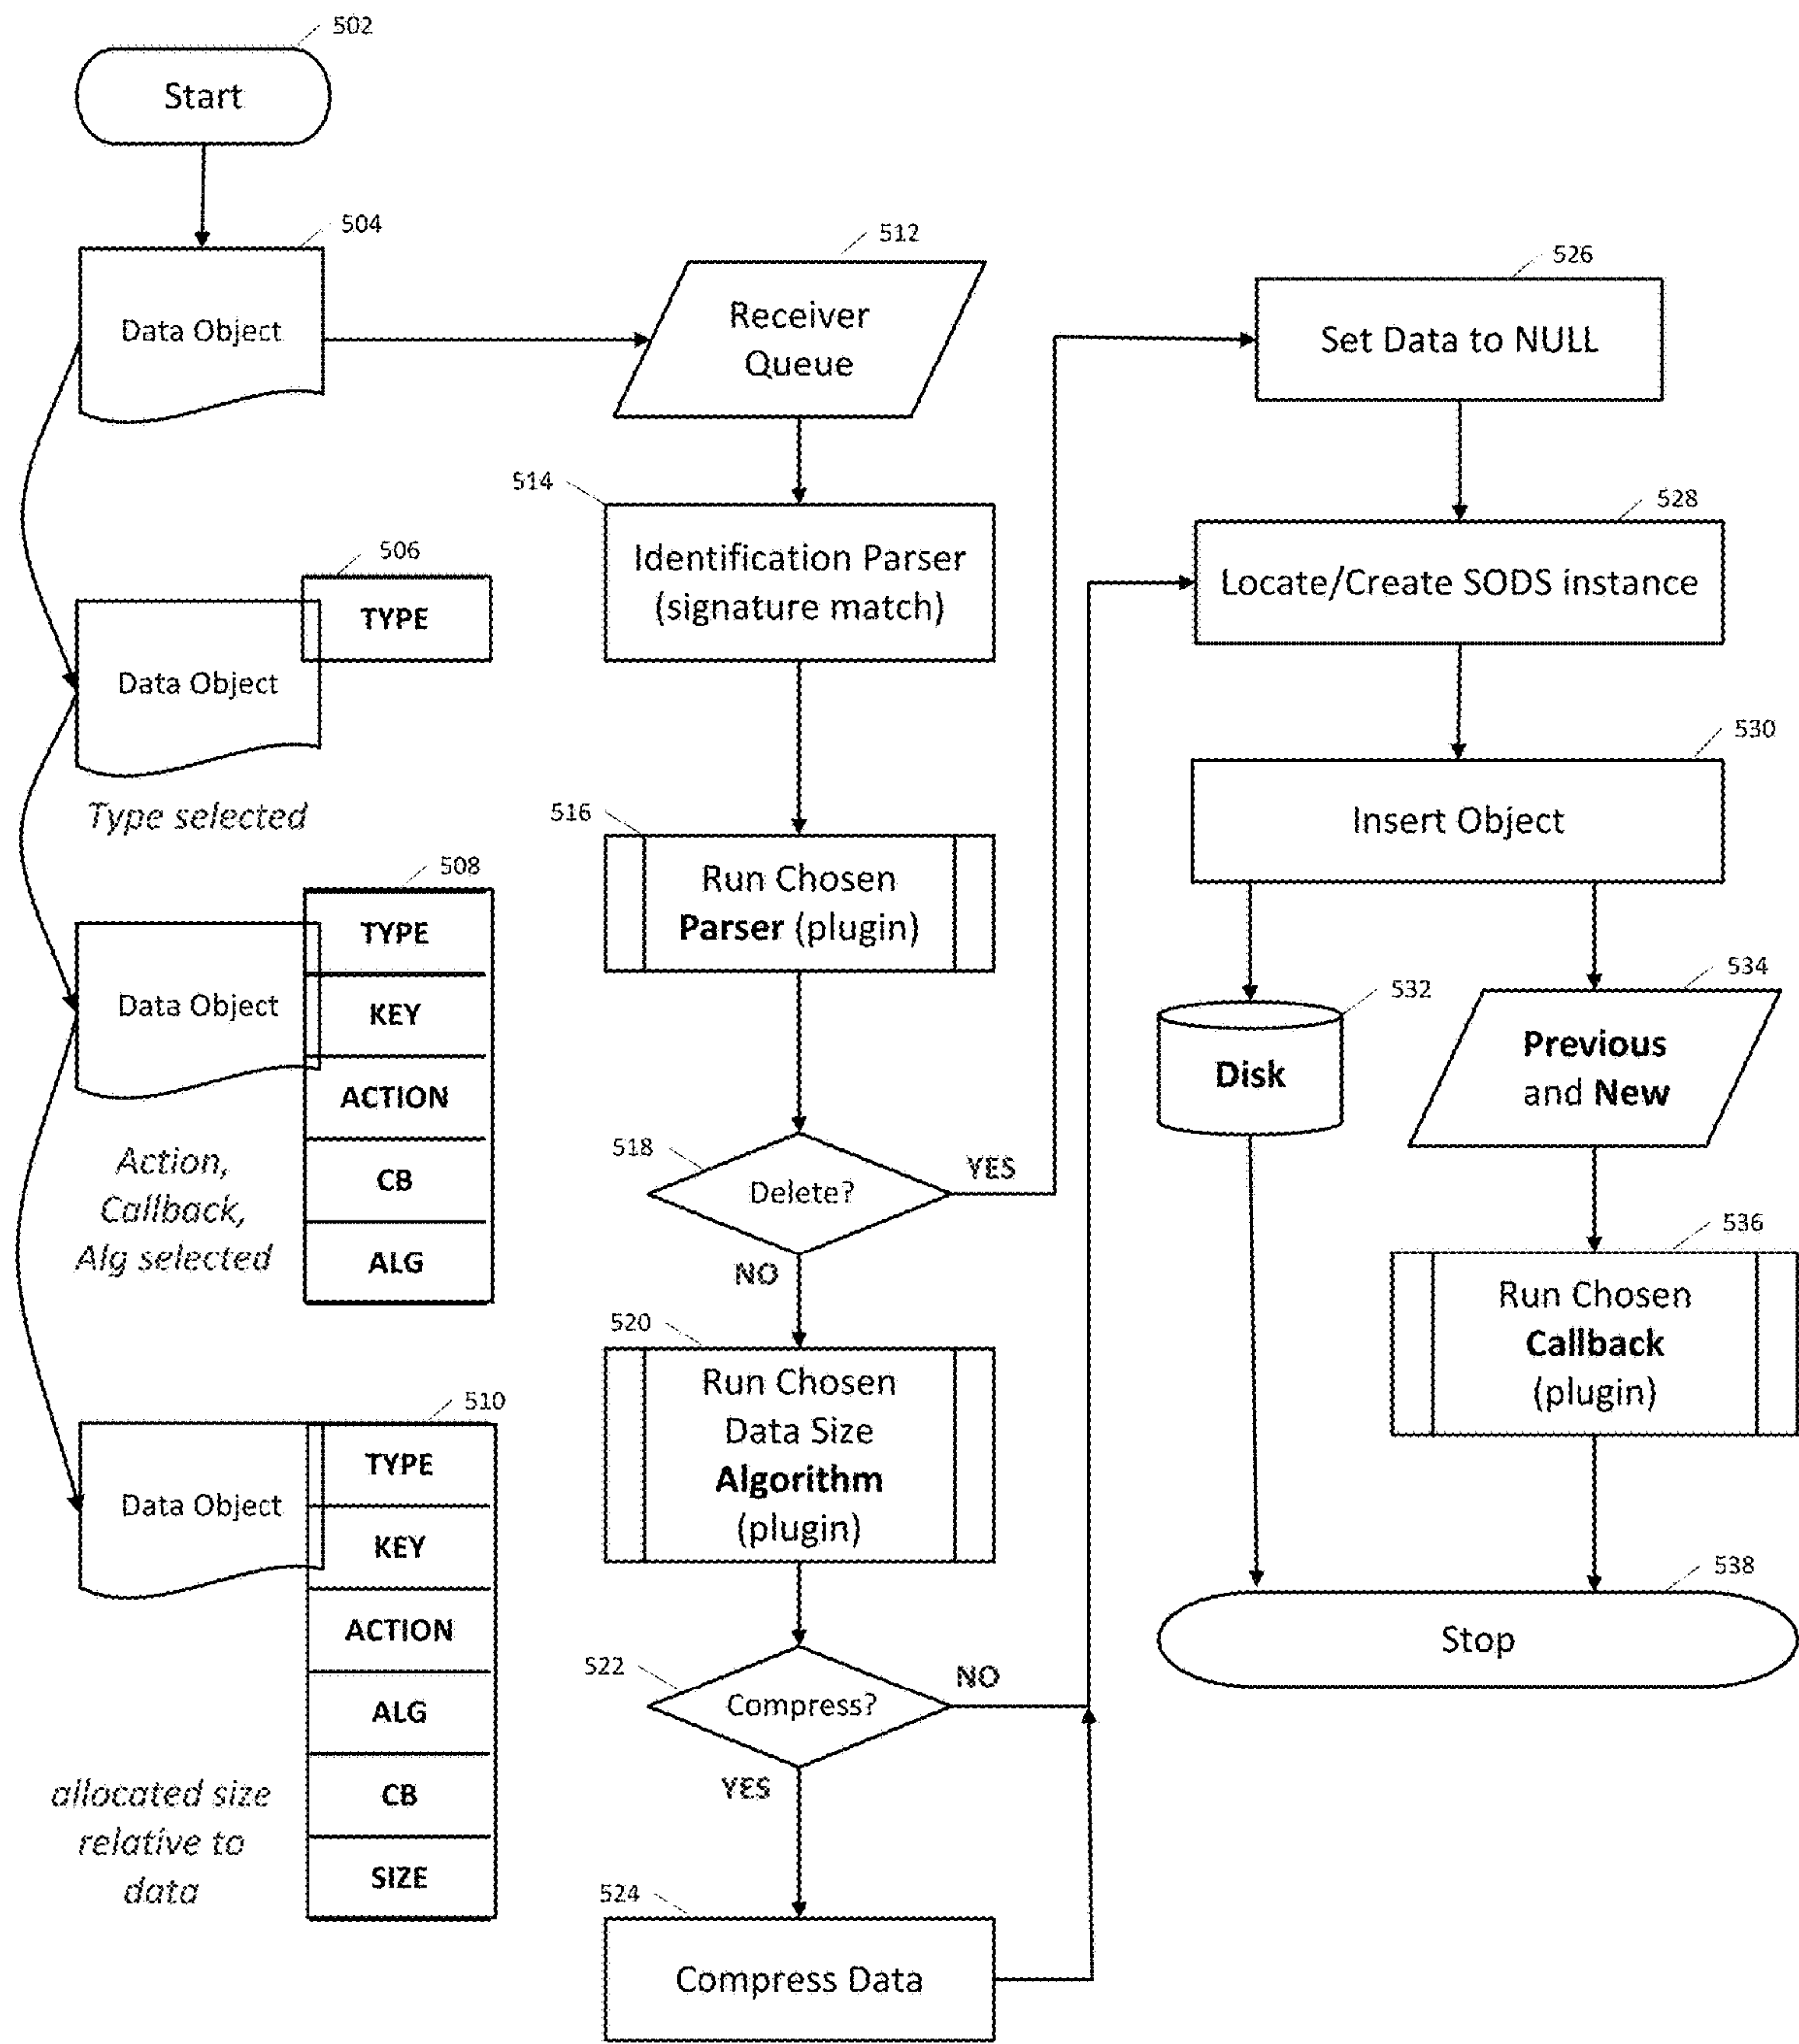 502
Start
504
Data Object
506
TYPE
Data Object
Type selected
508
TYPE
Data Object
KEY
ACTION
Action,
Callback,
Alg selected
CB
ALG
510
TYPE
Data Object
KEY
ACTION
ALG
allocated size
relative to
data
CB
SIZE
512
Receiver
Queue
514
Identification Parser
(signature match)
516
Run Chosen
Parser (plugin)
518
Delete?
YES
NO
520
Run Chosen
Data Size
Algorithm
(plugin)
522
Compress?
NO
YES
524
Compress Data
526
Set Data to NULL
528
Locate/Create SODS instance
530
Insert Object
532
Disk
534
Previous
and New
536
Run Chosen
Callback
(plugin)
538
Stop